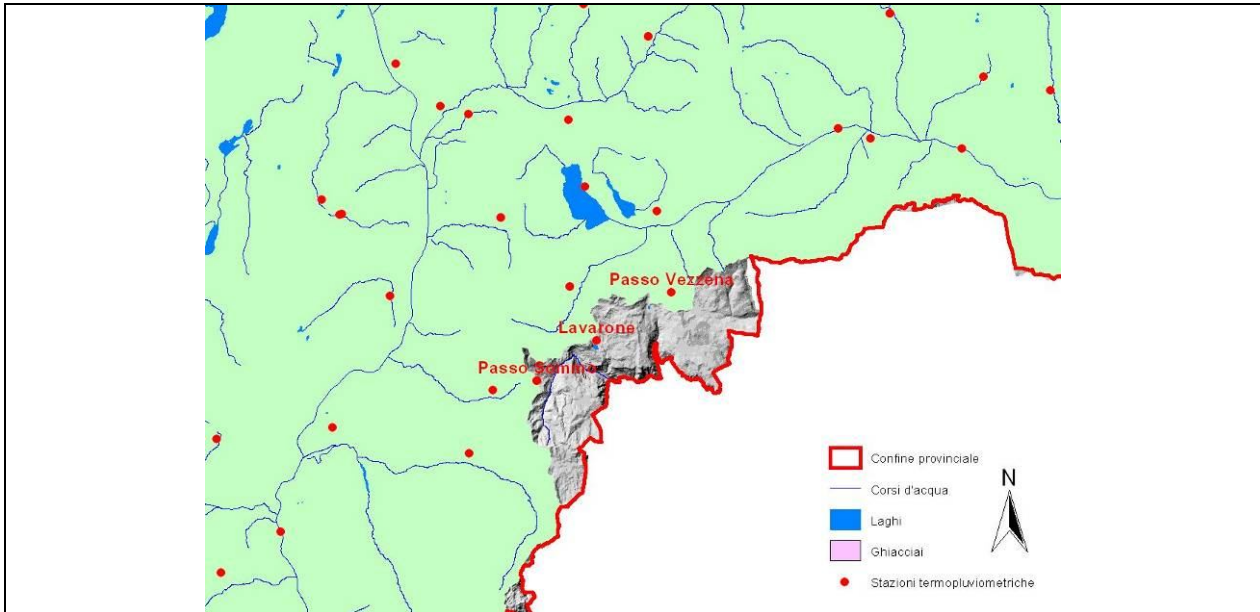 Passo Vezzena
Lavarone
Passo Sommo
Confine provinciale
Corsi d'acqua
N
Laghi
Ghiacciai
Stazioni termopluviometriche